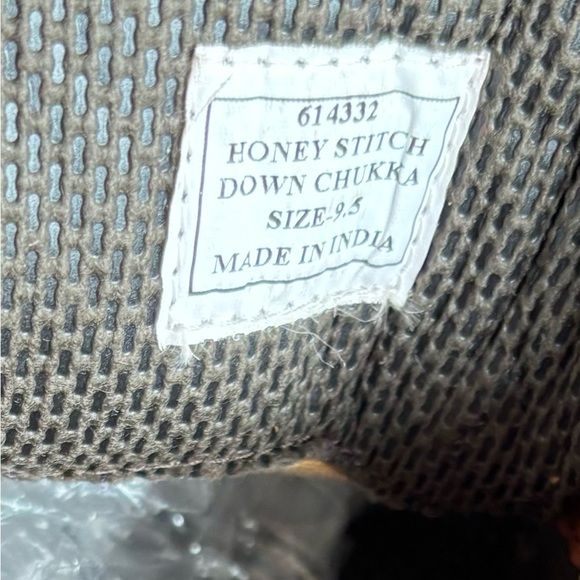 614332
HONEY STITCH
DOWN CHUKKA
SIZE-9.5
MADE IN INDIA